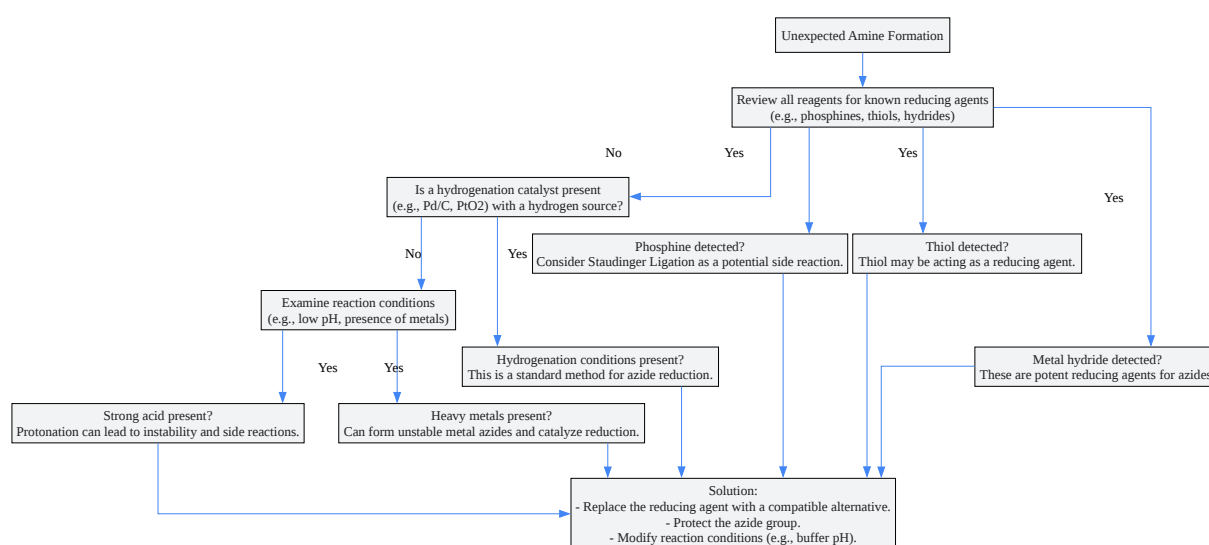 Unexpected Amine Formation
Review all reagents for known reducing agents
(e.g., phosphines, thiols, hydrides)
No
Yes
Yes
Yes
Is a hydrogenation catalyst present
(e.g., Pd/C, PtO2) with a hydrogen source?
Phosphine detected?
Consider Staudinger Ligation as a potential side reaction.
Thiol detected?
Thiol may be acting as a reducing agent.
No
Yes
Examine reaction conditions
(e.g., low pH, presence of metals)
Yes
Yes
Hydrogenation conditions present?
This is a standard method for azide reduction.
Metal hydride detected?
These are potent reducing agents for azides
Strong acid present?
Protonation can lead to instability and side reactions.
Heavy metals present?
Can form unstable metal azides and catalyze reduction.
Solution:
- Replace the reducing agent with a compatible alternative.
- Protect the azide group.
- Modify reaction conditions (e.g., buffer pH).